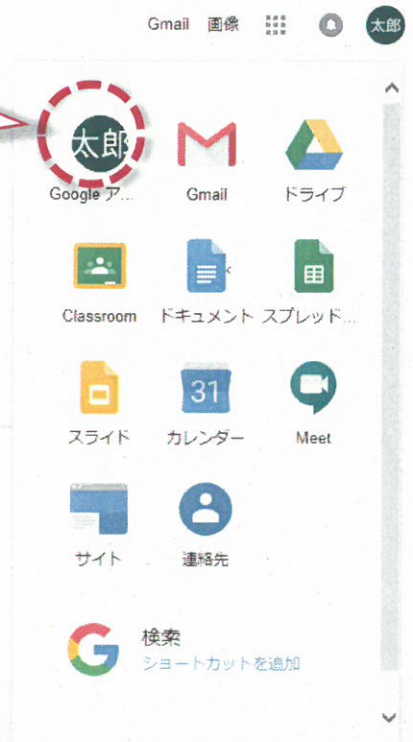 Gmail 画像 太郎
太郎
Google ア... Gmail ドライブ
Classroom ドキュメント スプレッド...
31
スライド カレンダー Meet
サイト 連絡先
G 検索
ショートカットを追加